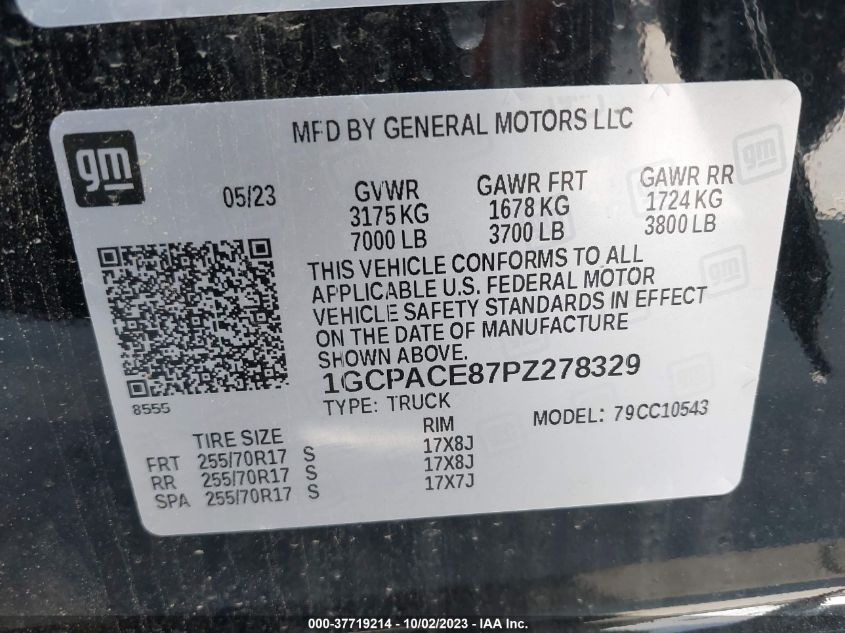 gm
MFD BY GENERAL MOTORS LLC
05/23
GVWR
3175 KG
7000 LB
GAWR FRT
1678 KG
3700 LB
GAWR RR
1724 KG
3800 LB
THIS VEHICLE CONFORMS TO ALL
APPLICABLE U.S. FEDERAL MOTOR
VEHICLE SAFETY STANDARDS IN EFFECT
ON THE DATE OF MANUFACTURE
SHOWN ABOVE.
1GCPACE87PZ278329
8555
TYPE: TRUCK
MODEL: 79CC10543
TIRE SIZE RIM
FRT 255/70R17 S 17X8J
RR 255/70R17 S 17X8J
SPA 255/70R17 S 17X7J
000-37719214 - 10/02/2023 - IAA Inc.